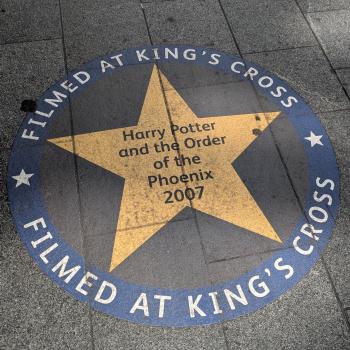 FILMED AT KING'S CROSS
Harry Potter
and the Order
of the
Phoenix
2007
FILMED AT KING'S CROSS